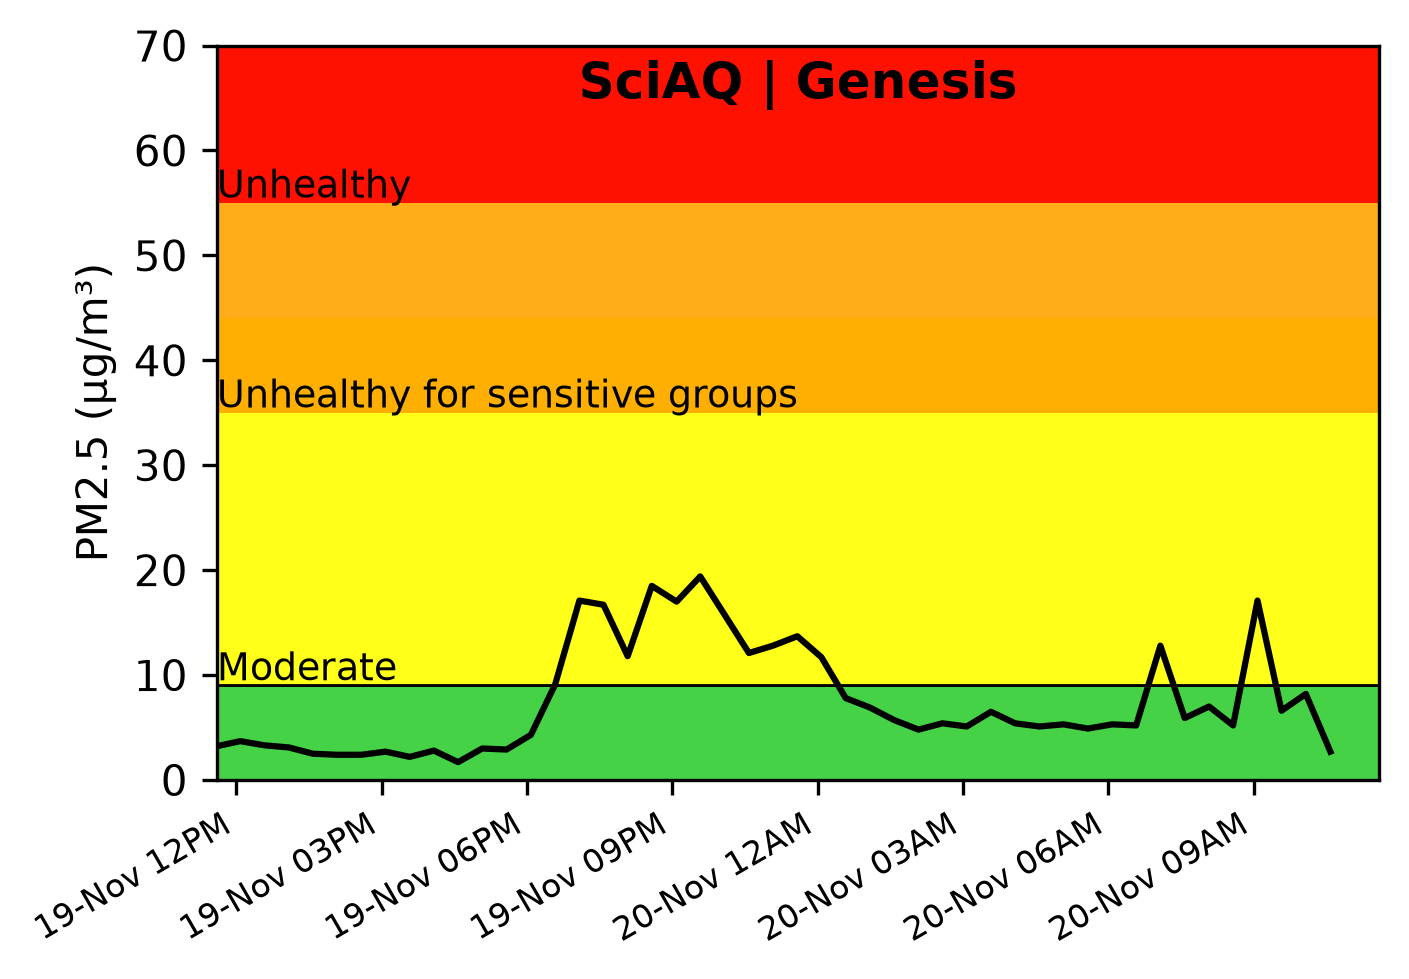 SciAQ | Genesis
PM2.5 (µg/m³)
70
60
Unhealthy
50
40
Unhealthy for sensitive groups
30
20
Moderate
10
0
19-Nov 12PM
19-Nov 03PM
19-Nov 06PM
19-Nov 09PM
20-Nov 12AM
20-Nov 03AM
20-Nov 06AM
20-Nov 09AM